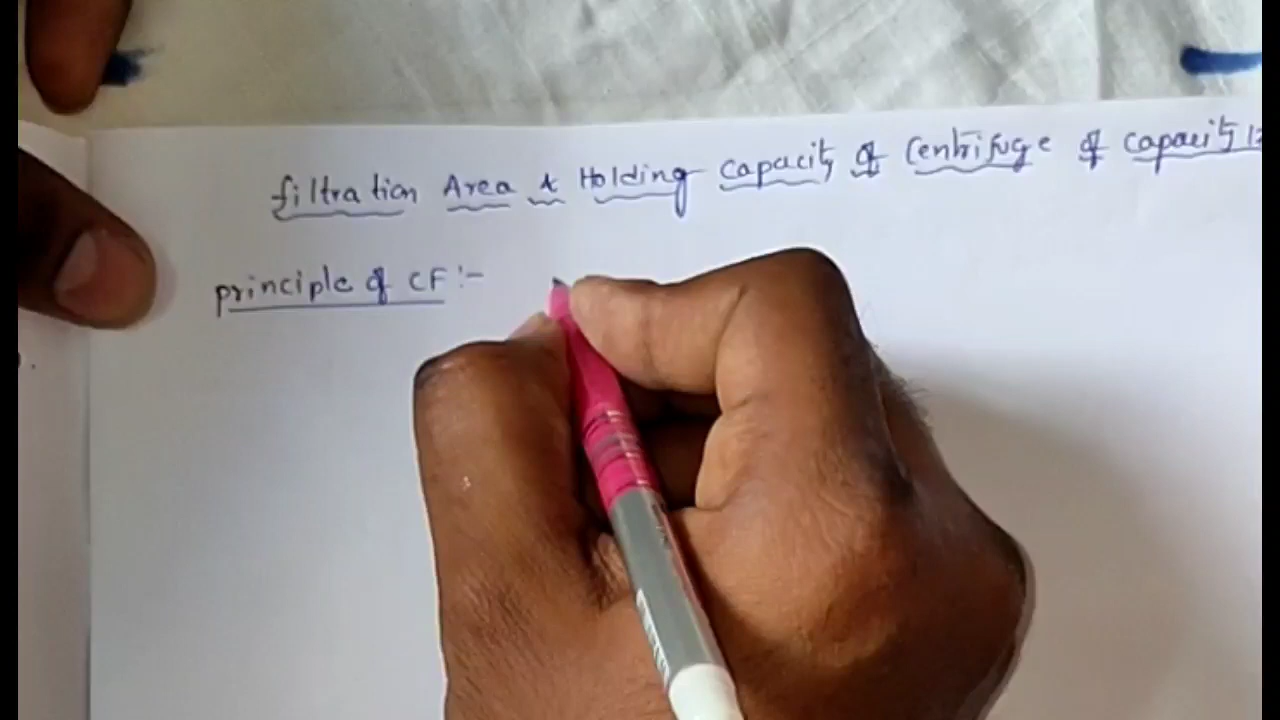 filtration Area & Holding capacity of Centrifuge of capacity
principle of CF :-